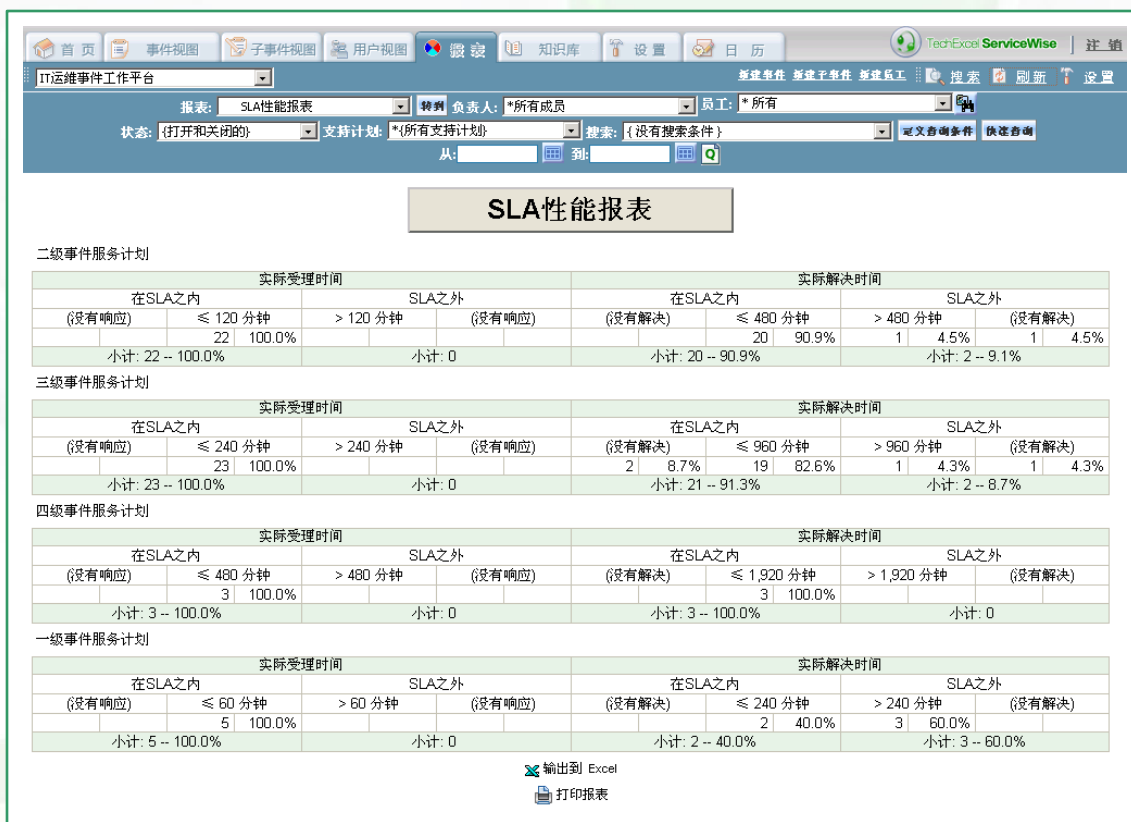 首 页 事件视图 子事件视图 用户视图 报 表 知识库 设 置 日 历 TechExcel ServiceWise | 注 销
IT运维事件工作平台 新建事件 新建子事件 新建员工 搜索 刷新 设置
报表: SLA性能报表 转到 负责人: *所有成员 员工: * 所有
状态: {打开和关闭的} 支持计划: *{所有支持计划} 搜索: { 没有搜索条件 } 定义查询条件 快速查询
从: 到:
SLA性能报表
二级事件服务计划
实际受理时间 实际解决时间
在SLA之内 SLA之外 在SLA之内 SLA之外
(没有响应) ≤ 120 分钟 > 120 分钟 (没有响应) (没有解决) ≤ 480 分钟 > 480 分钟 (没有解决)
22 100.0% 20 90.9% 1 4.5% 1 4.5%
小计: 22 -- 100.0% 小计: 0 小计: 20 -- 90.9% 小计: 2 -- 9.1%
三级事件服务计划
实际受理时间 实际解决时间
在SLA之内 SLA之外 在SLA之内 SLA之外
(没有响应) ≤ 240 分钟 > 240 分钟 (没有响应) (没有解决) ≤ 960 分钟 > 960 分钟 (没有解决)
23 100.0% 2 8.7% 19 82.6% 1 4.3% 1 4.3%
小计: 23 -- 100.0% 小计: 0 小计: 21 -- 91.3% 小计: 2 -- 8.7%
四级事件服务计划
实际受理时间 实际解决时间
在SLA之内 SLA之外 在SLA之内 SLA之外
(没有响应) ≤ 480 分钟 > 480 分钟 (没有响应) (没有解决) ≤ 1,920 分钟 > 1,920 分钟 (没有解决)
3 100.0% 3 100.0%
小计: 3 -- 100.0% 小计: 0 小计: 3 -- 100.0% 小计: 0
一级事件服务计划
实际受理时间 实际解决时间
在SLA之内 SLA之外 在SLA之内 SLA之外
(没有响应) ≤ 60 分钟 > 60 分钟 (没有响应) (没有解决) ≤ 240 分钟 > 240 分钟 (没有解决)
5 100.0% 2 40.0% 3 60.0%
小计: 5 -- 100.0% 小计: 0 小计: 2 -- 40.0% 小计: 3 -- 60.0%
输出到 Excel
打印报表